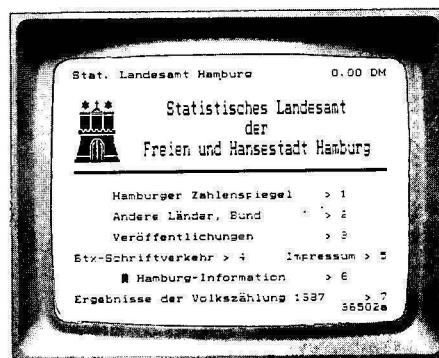 Stat. Landesamt Hamburg 0.00 DM
Statistisches Landesamt
der
Freien und Hansestadt Hamburg
Hamburger Zahlenspiegel > 1
Andere Länder, Bund > 2
Veröffentlichungen > 3
Btx-Schriftverkehr > 4 Impressum > 5
Hamburg-Information > 6
Ergebnisse der Volkszählung 1987 > 7
36502a